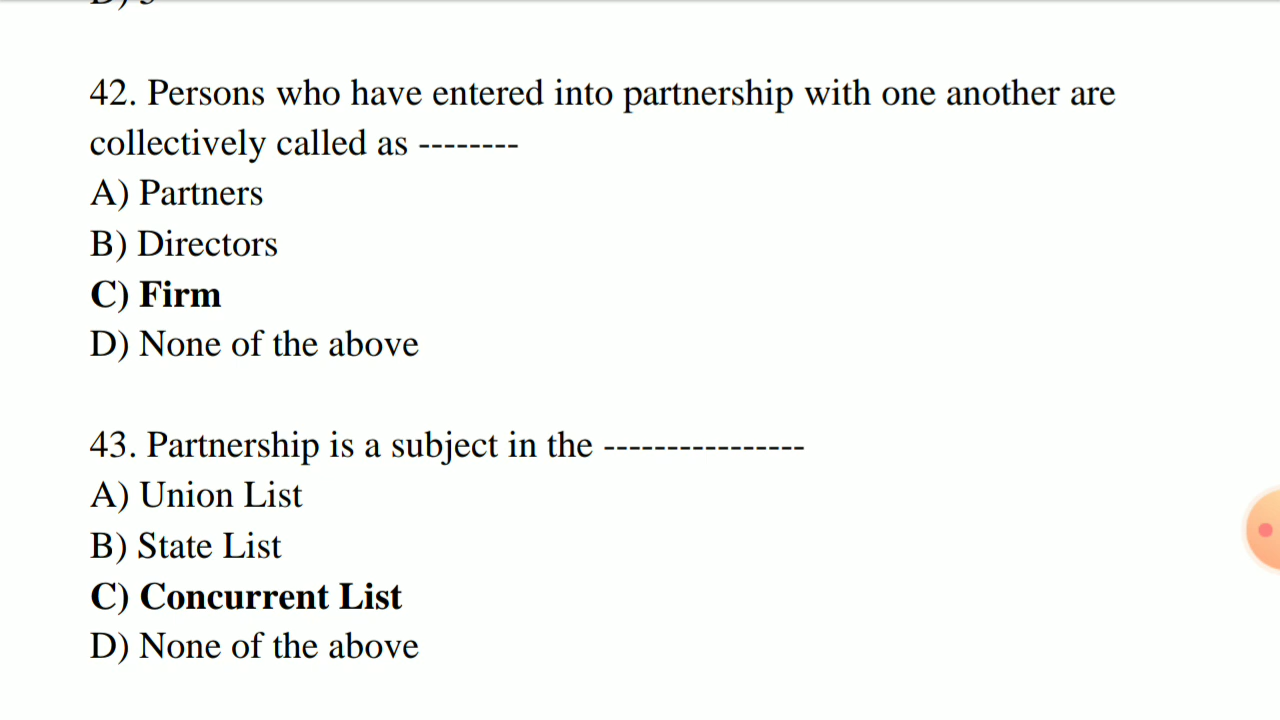 42. Persons who have entered into partnership with one another are
collectively called as --------
A) Partners
B) Directors
C) Firm
D) None of the above
43. Partnership is a subject in the ----------------
A) Union List
B) State List
C) Concurrent List
D) None of the above